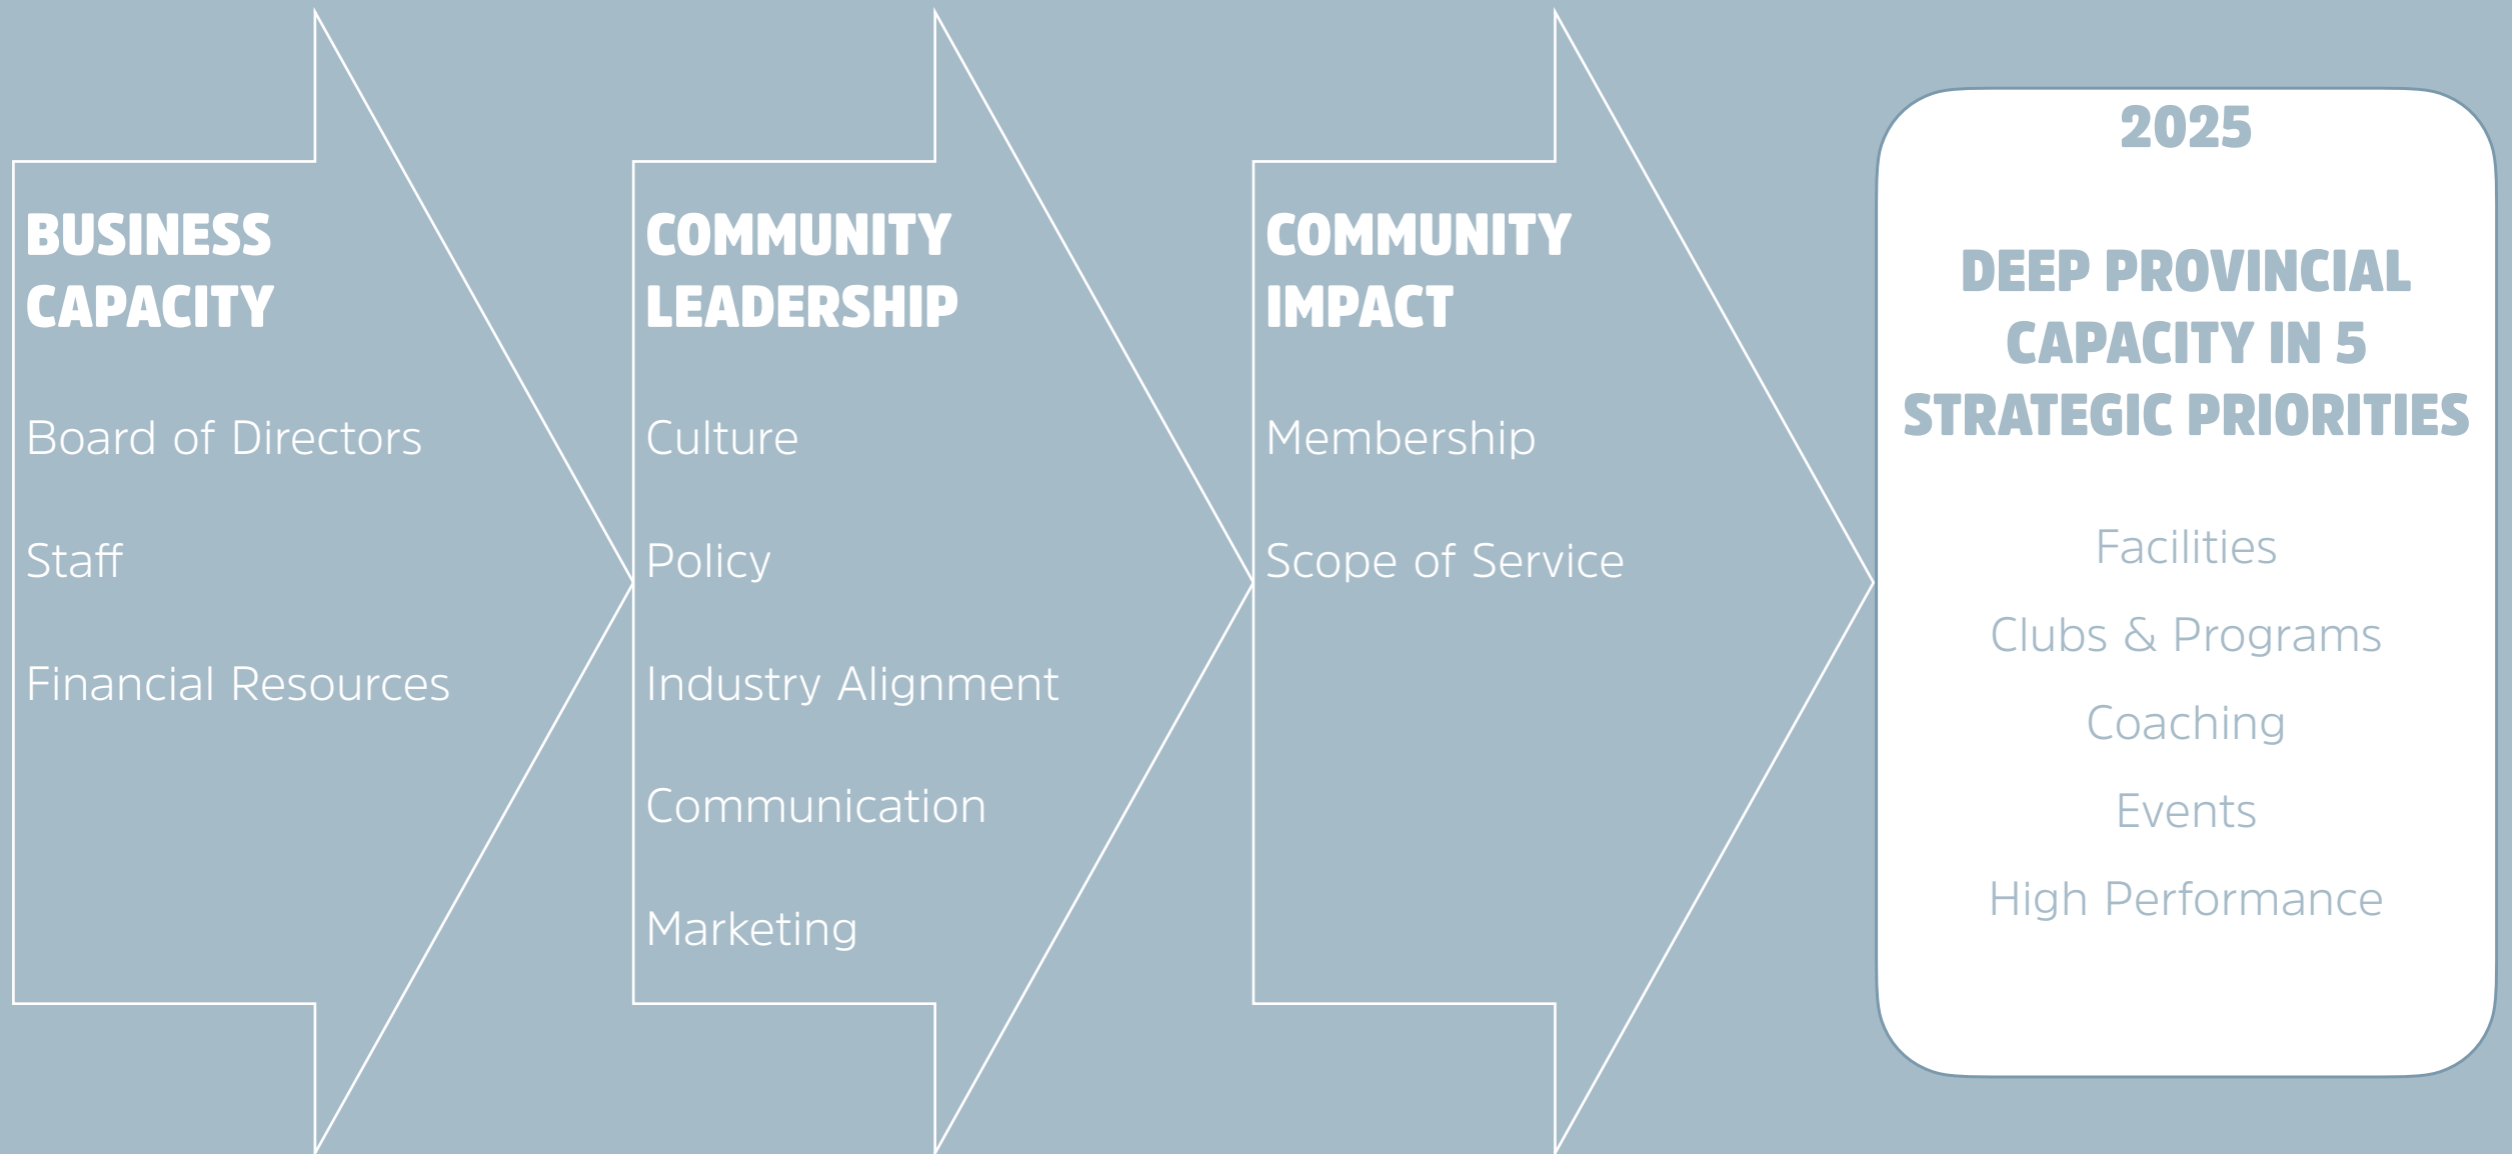 BUSINESS
CAPACITY
Board of Directors
Staff
Financial Resources
COMMUNITY
LEADERSHIP
Culture
Policy
Industry Alignment
Communication
Marketing
COMMUNITY
IMPACT
Membership
Scope of Service
2025
DEEP PROVINCIAL
CAPACITY IN 5
STRATEGIC PRIORITIES
Facilities
Clubs & Programs
Coaching
Events
High Performance